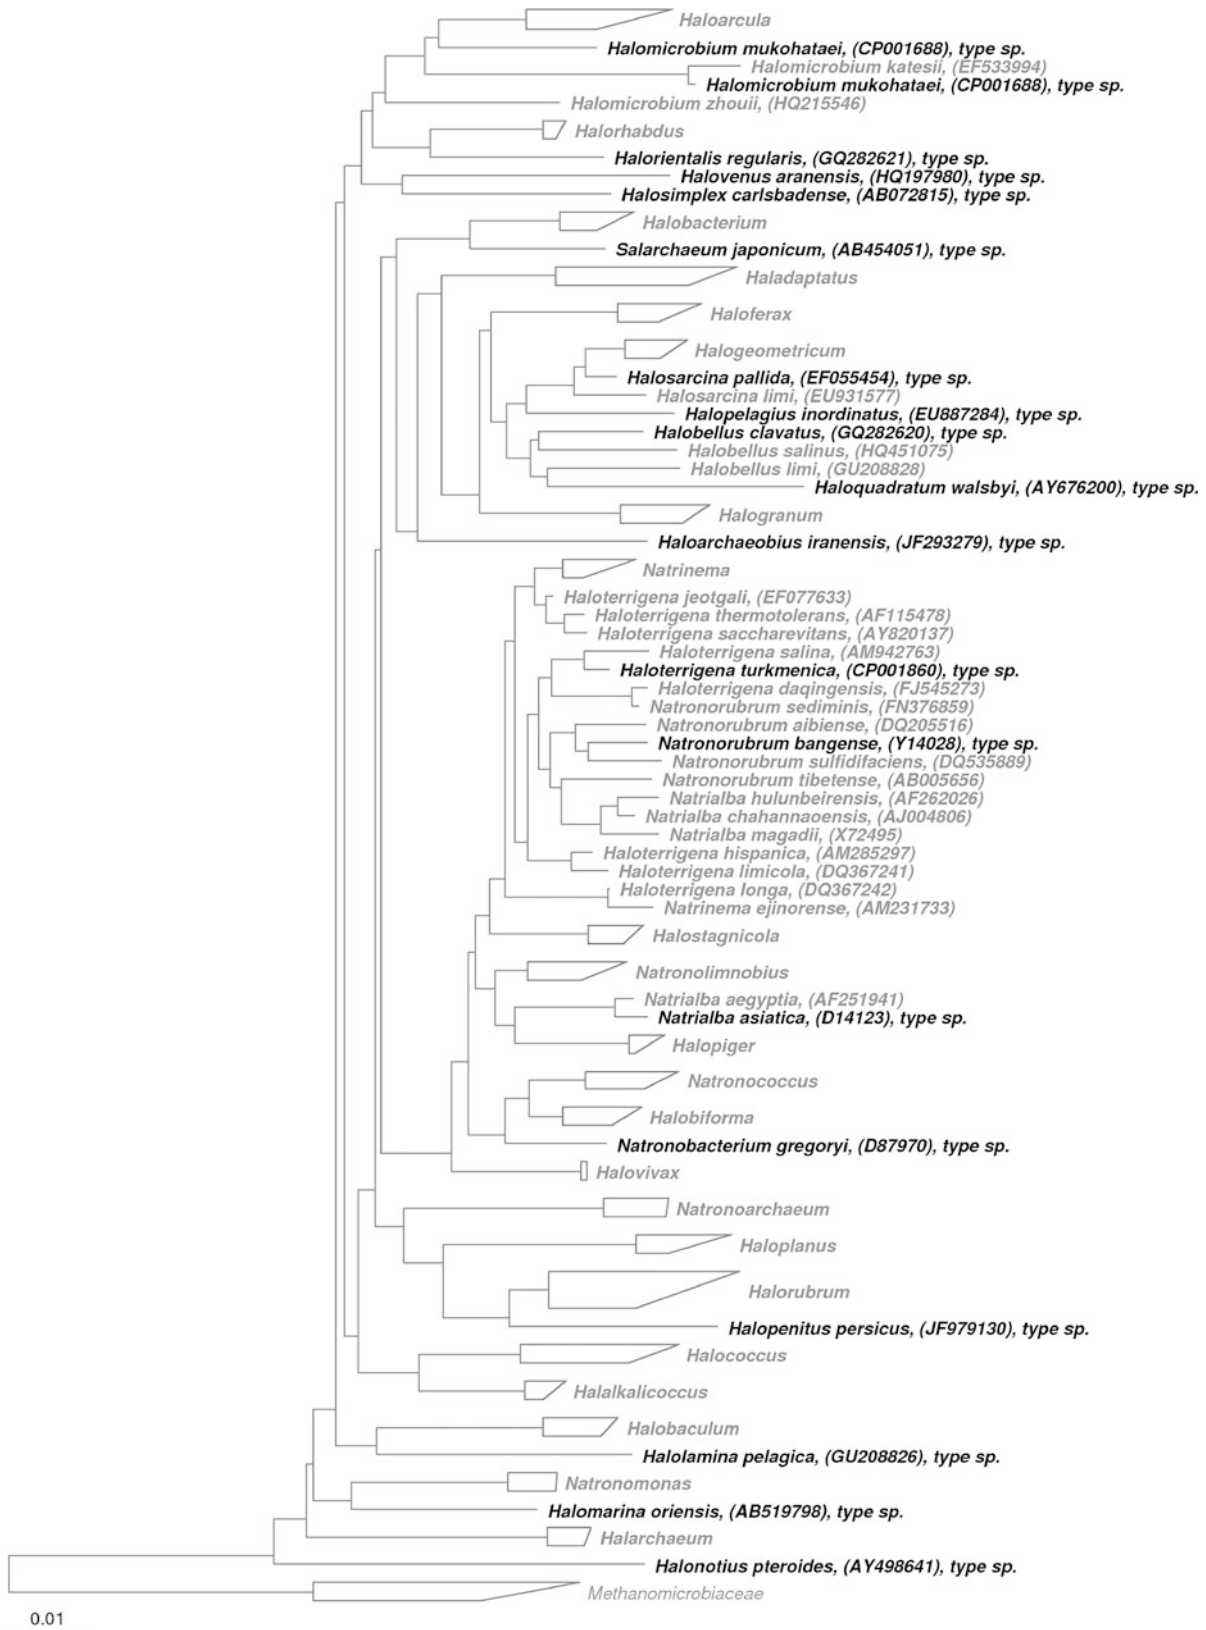 Haloarcula
Halomicrobium mukohataei, (CP001688), type sp.
Halomicrobium katesii, (EF533994)
Halomicrobium mukohataei, (CP001688), type sp.
Halomicrobium zhouii, (HQ215546)
Halorhabdus
Halorientalis regularis, (GQ282621), type sp.
Halovenus aranensis, (HQ197980), type sp.
Halosimplex carlsbadense, (AB072815), type sp.
Halobacterium
Salarchaeum japonicum, (AB454051), type sp.
Haladaptatus
Haloferax
Halogeometricum
Halosarcina pallida, (EF055454), type sp.
Halosarcina limi, (EU931577)
Halopelagius inordinatus, (EU887284), type sp.
Halobellus clavatus, (GQ282620), type sp.
Halobellus salinus, (HQ451075)
Halobellus limi, (GU208828)
Haloquadratum walsbyi, (AY676200), type sp.
Halogranum
Haloarchaeobius iranensis, (JF293279), type sp.
Natrinema
Haloterrigena jeotgali, (EF077633)
Haloterrigena thermotolerans, (AF115478)
Haloterrigena saccharevitans, (AY820137)
Haloterrigena salina, (AM942763)
Haloterrigena turkmenica, (CP001860), type sp.
Haloterrigena daqingensis, (FJ545273)
Natronorubrum sediminis, (FN376859)
Natronorubrum aibiense, (DQ205516)
Natronorubrum bangense, (Y14028), type sp.
Natronorubrum sulfidifaciens, (DQ535889)
Natronorubrum tibetense, (AB005656)
Natrialba hulunbeirensis, (AF262026)
Natrialba chahannaoensis, (AJ004806)
Natrialba magadii, (X72495)
Haloterrigena hispanica, (AM285297)
Haloterrigena limicola, (DQ367241)
Haloterrigena longa, (DQ367242)
Natrinema ejinorense, (AM231733)
Halostagnicola
Natronolimnobius
Natrialba aegyptia, (AF251941)
Natrialba asiatica, (D14123), type sp.
Halopiger
Natronococcus
Halobiforma
Natronobacterium gregoryi, (D87970), type sp.
Halovivax
Natronoarchaeum
Haloplanus
Halorubrum
Halopenitus persicus, (JF979130), type sp.
Halococcus
Halalkalicoccus
Halobaculum
Halolamina pelagica, (GU208826), type sp.
Natronomonas
Halomarina oriensis, (AB519798), type sp.
Halarchaeum
Halonotius pteroides, (AY498641), type sp.
Methanomicrobiaceae
0.01